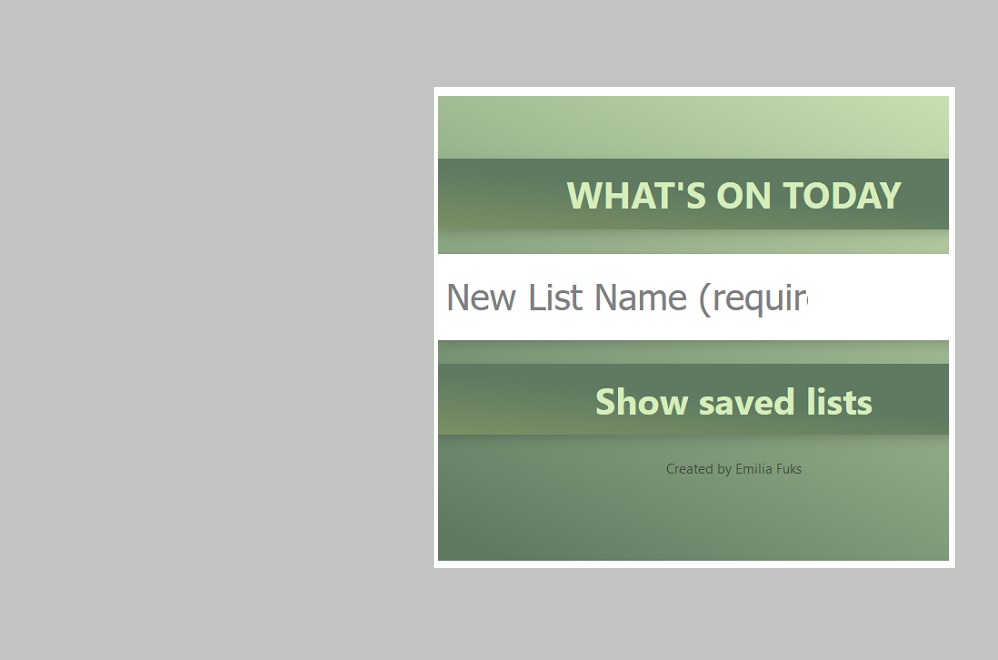 WHAT'S ON TODAY
New List Name (requir
Show saved lists
Created by Emilia Fuks